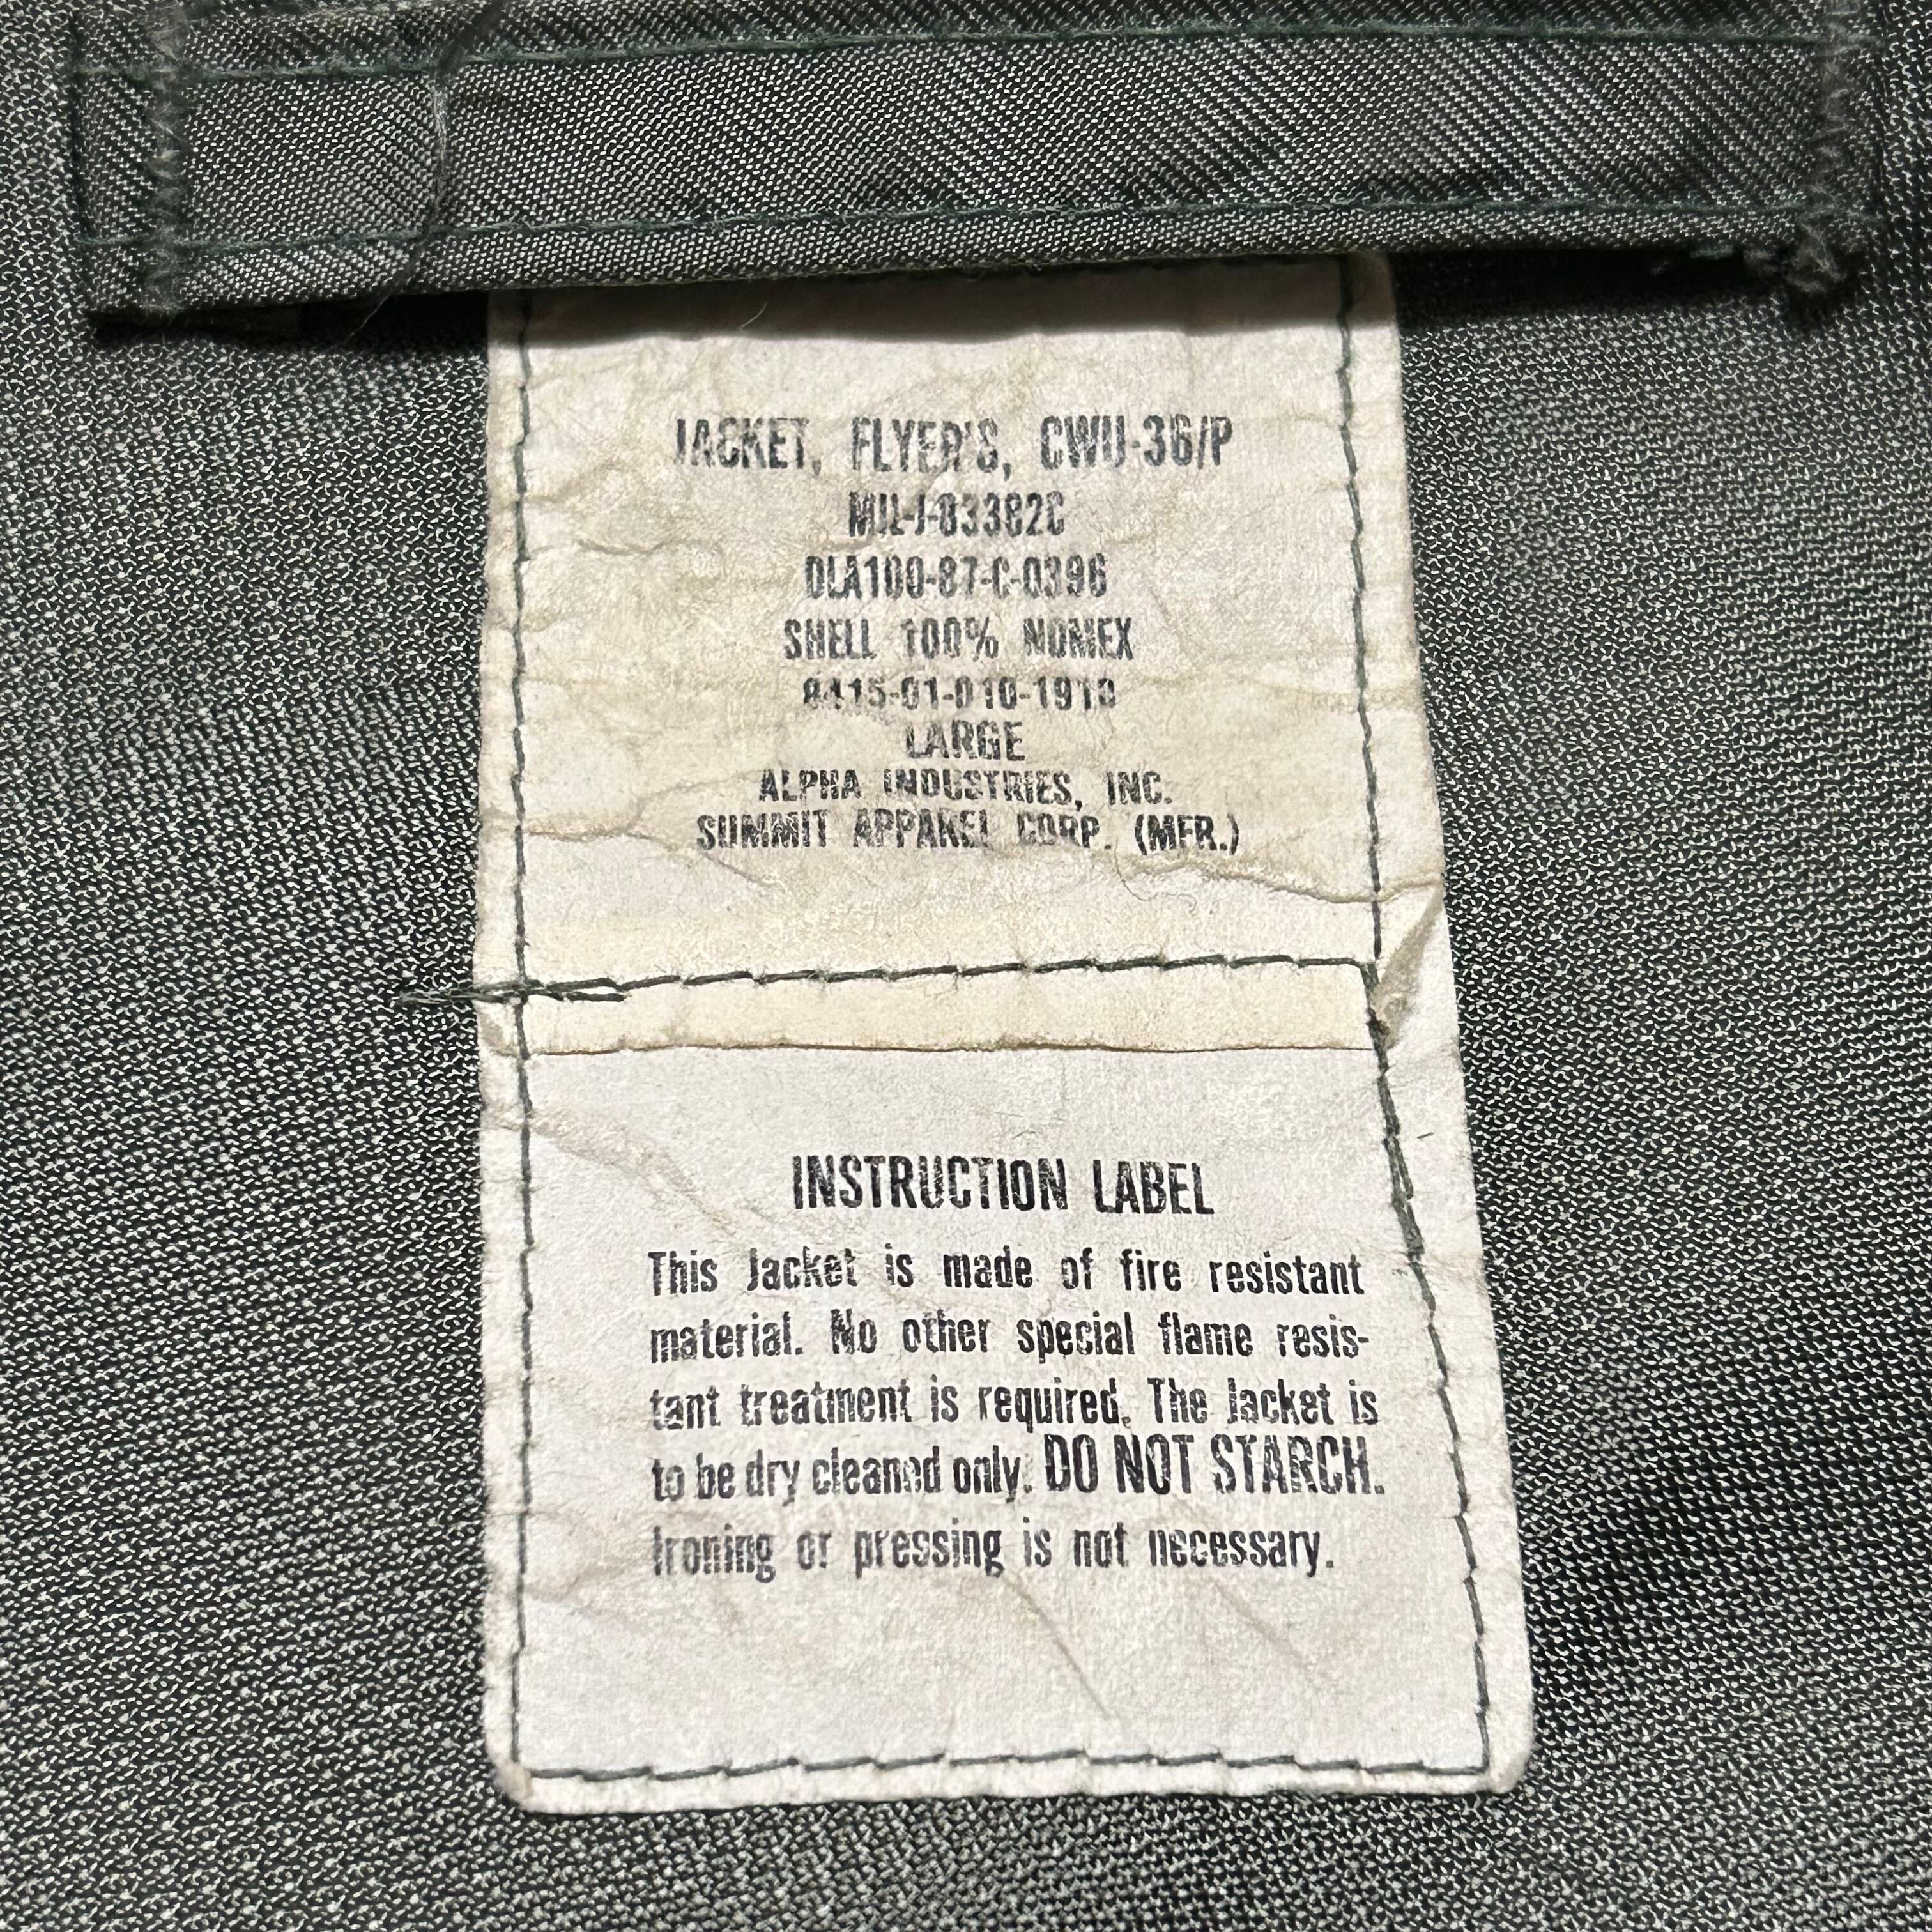 JACKET, FLYER'S, CWU-36/P
MIL-J-83382C
DLA100-87-C-0396
SHELL 100% NOMEX
8415-01-010-1910
LARGE
ALPHA INDUSTRIES, INC.
SUMMIT APPAREL CORP. (MFR.)
INSTRUCTION LABEL
This Jacket is made of fire resistant
material. No other special flame resis-
tant treatment is required. The Jacket is
to be dry cleaned only. DO NOT STARCH.
Ironing or pressing is not necessary.